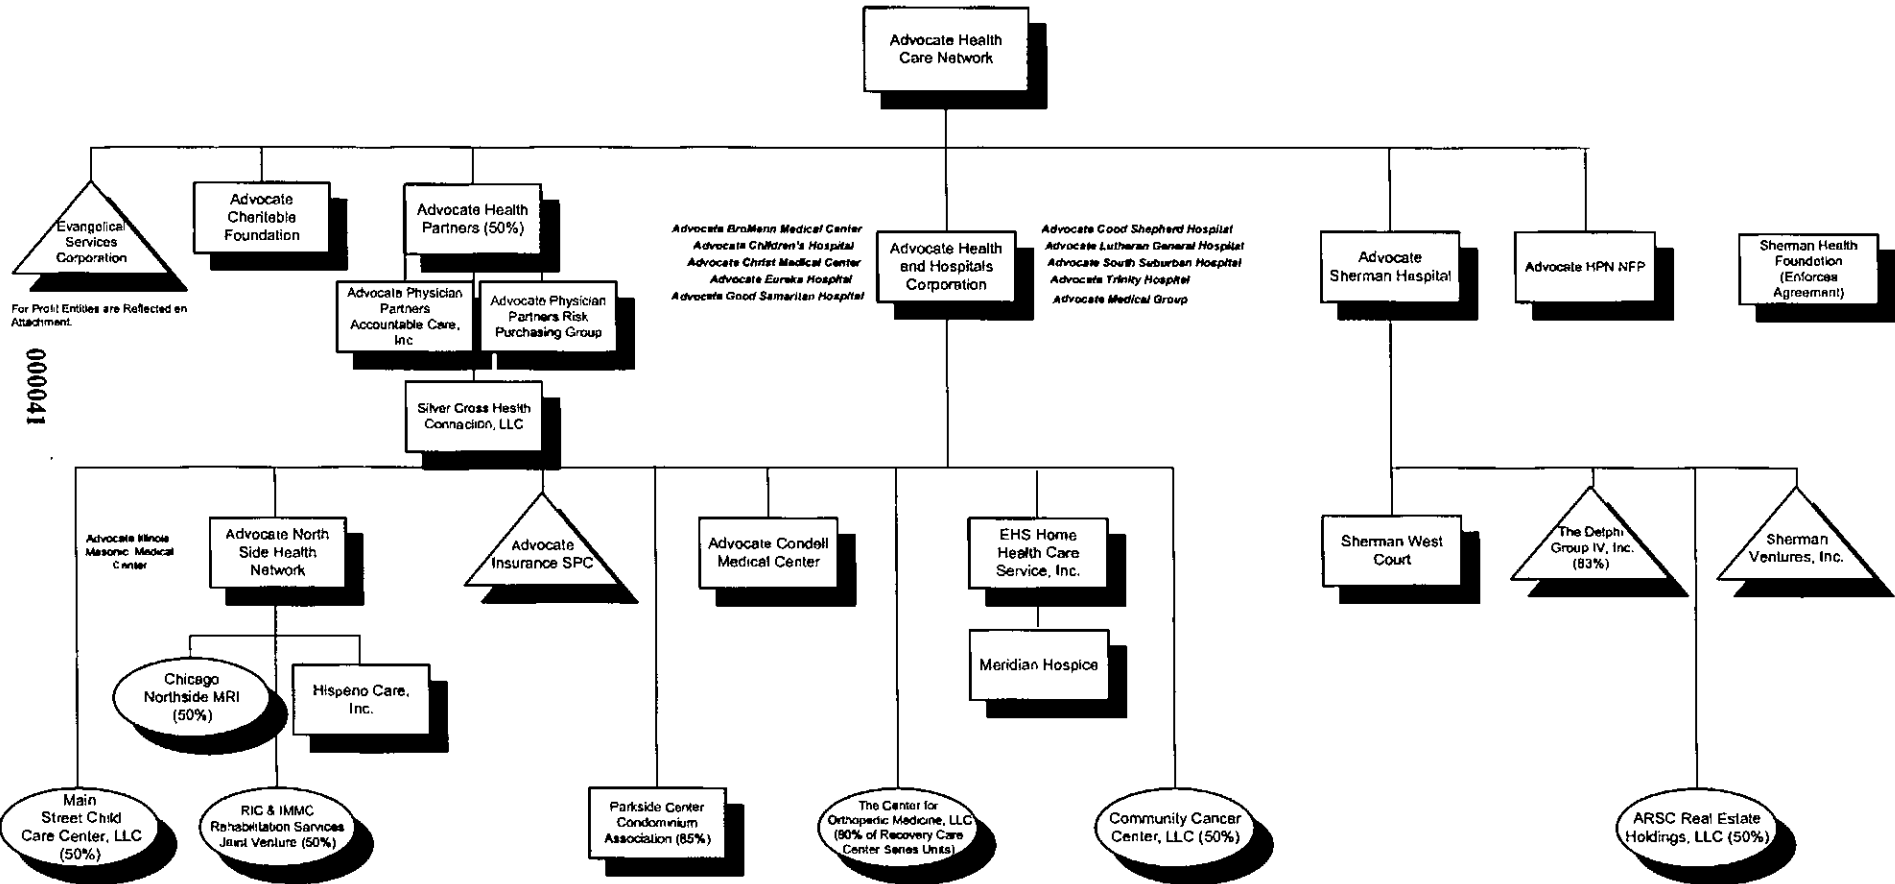 Advocate Health
Care Network
Evangelical
Services
Corporation
Advocate
Cheriteble
Foundation
Advocate Health
Partners (50%)
Advocate BroMenn Medical Center
Advocate Children's Hospital
Advocate Christ Medical Center
Advocate Eureka Hospital
Advocate Good Samaritan Hospital
Advocate Health
and Hospitals
Corporation
Advocate Good Shepherd Hospital
Advocate Lutheran General Hospital
Advocate South Suburban Hospital
Advocate Trinity Hospital
Advocate Medical Group
Advocate
Sherman Hospital
Advocate HPN NFP
Sherman Health
Foundation
(Enforces
Agreement)
For Profit Entities are Reflected on
Attachment.
Advocate Physician
Partners
Accountable Care,
Inc
Advocate Physician
Partners Risk
Purchasing Group
000041
Silver Cross Health
Connection, LLC
Advocate Illinois
Masonic Medical
Center
Advocate North
Side Health
Network
Advocate
Insurance SPC
Advocate Condell
Medical Center
EHS Home
Health Care
Service, Inc.
Sherman West
Court
The Delphi
Group IV, Inc.
(83%)
Sherman
Ventures, Inc.
Chicago
Northside MRI
(50%)
Hispeno Care,
Inc.
Meridian Hospice
Main
Street Child
Care Center, LLC
(50%)
RIC & IMMC
Rehabilitation Services
Joint Venture (50%)
Parkside Center
Condominium
Association (85%)
The Center for
Orthopedic Medicine, LLC
(80% of Recovery Care
Center Series Units)
Community Cancer
Center, LLC (50%)
ARSC Real Estate
Holdings, LLC (50%)